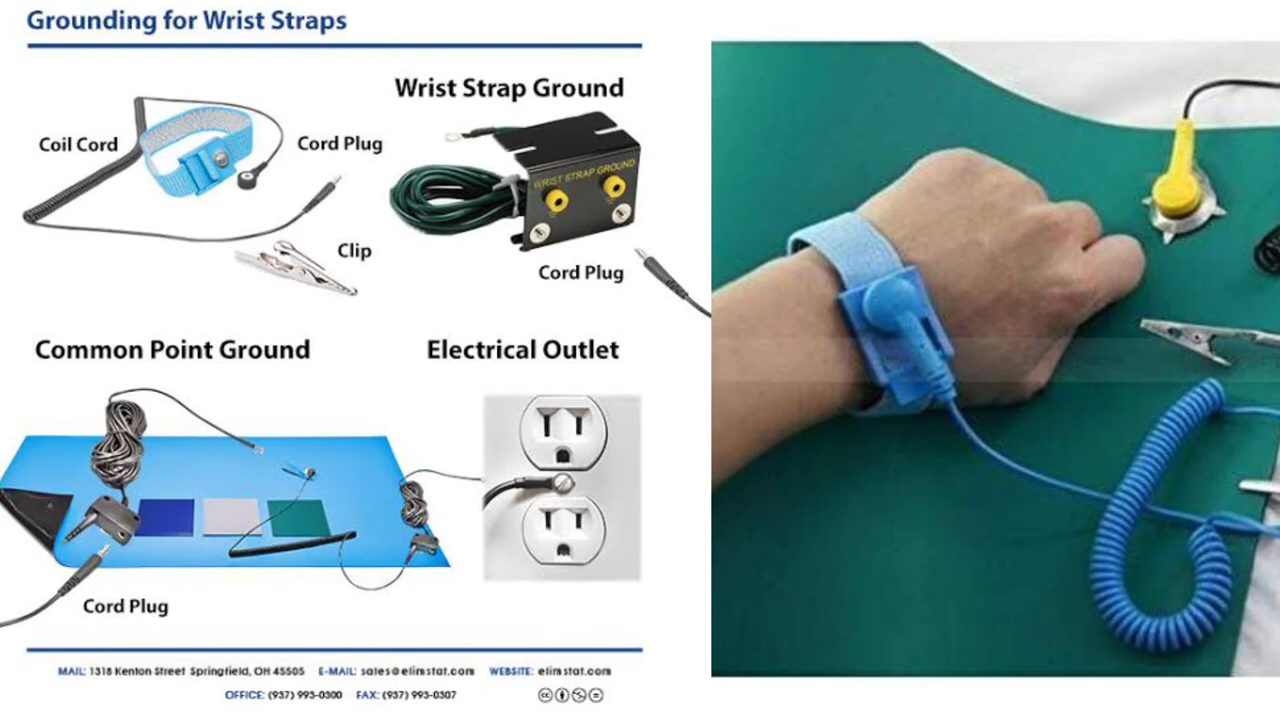 Grounding for Wrist Straps
Wrist Strap Ground
Coil Cord
Cord Plug
WRIST STRAP GROUND
Clip
Cord Plug
Common Point Ground
Electrical Outlet
Cord Plug
MAIL: 1318 Kenton Street Springfield, OH 45505 E-MAIL: sales@elimstat.com WEBSITE: elimstat.com
OFFICE: (937) 993-0300 FAX: (937) 993-0307